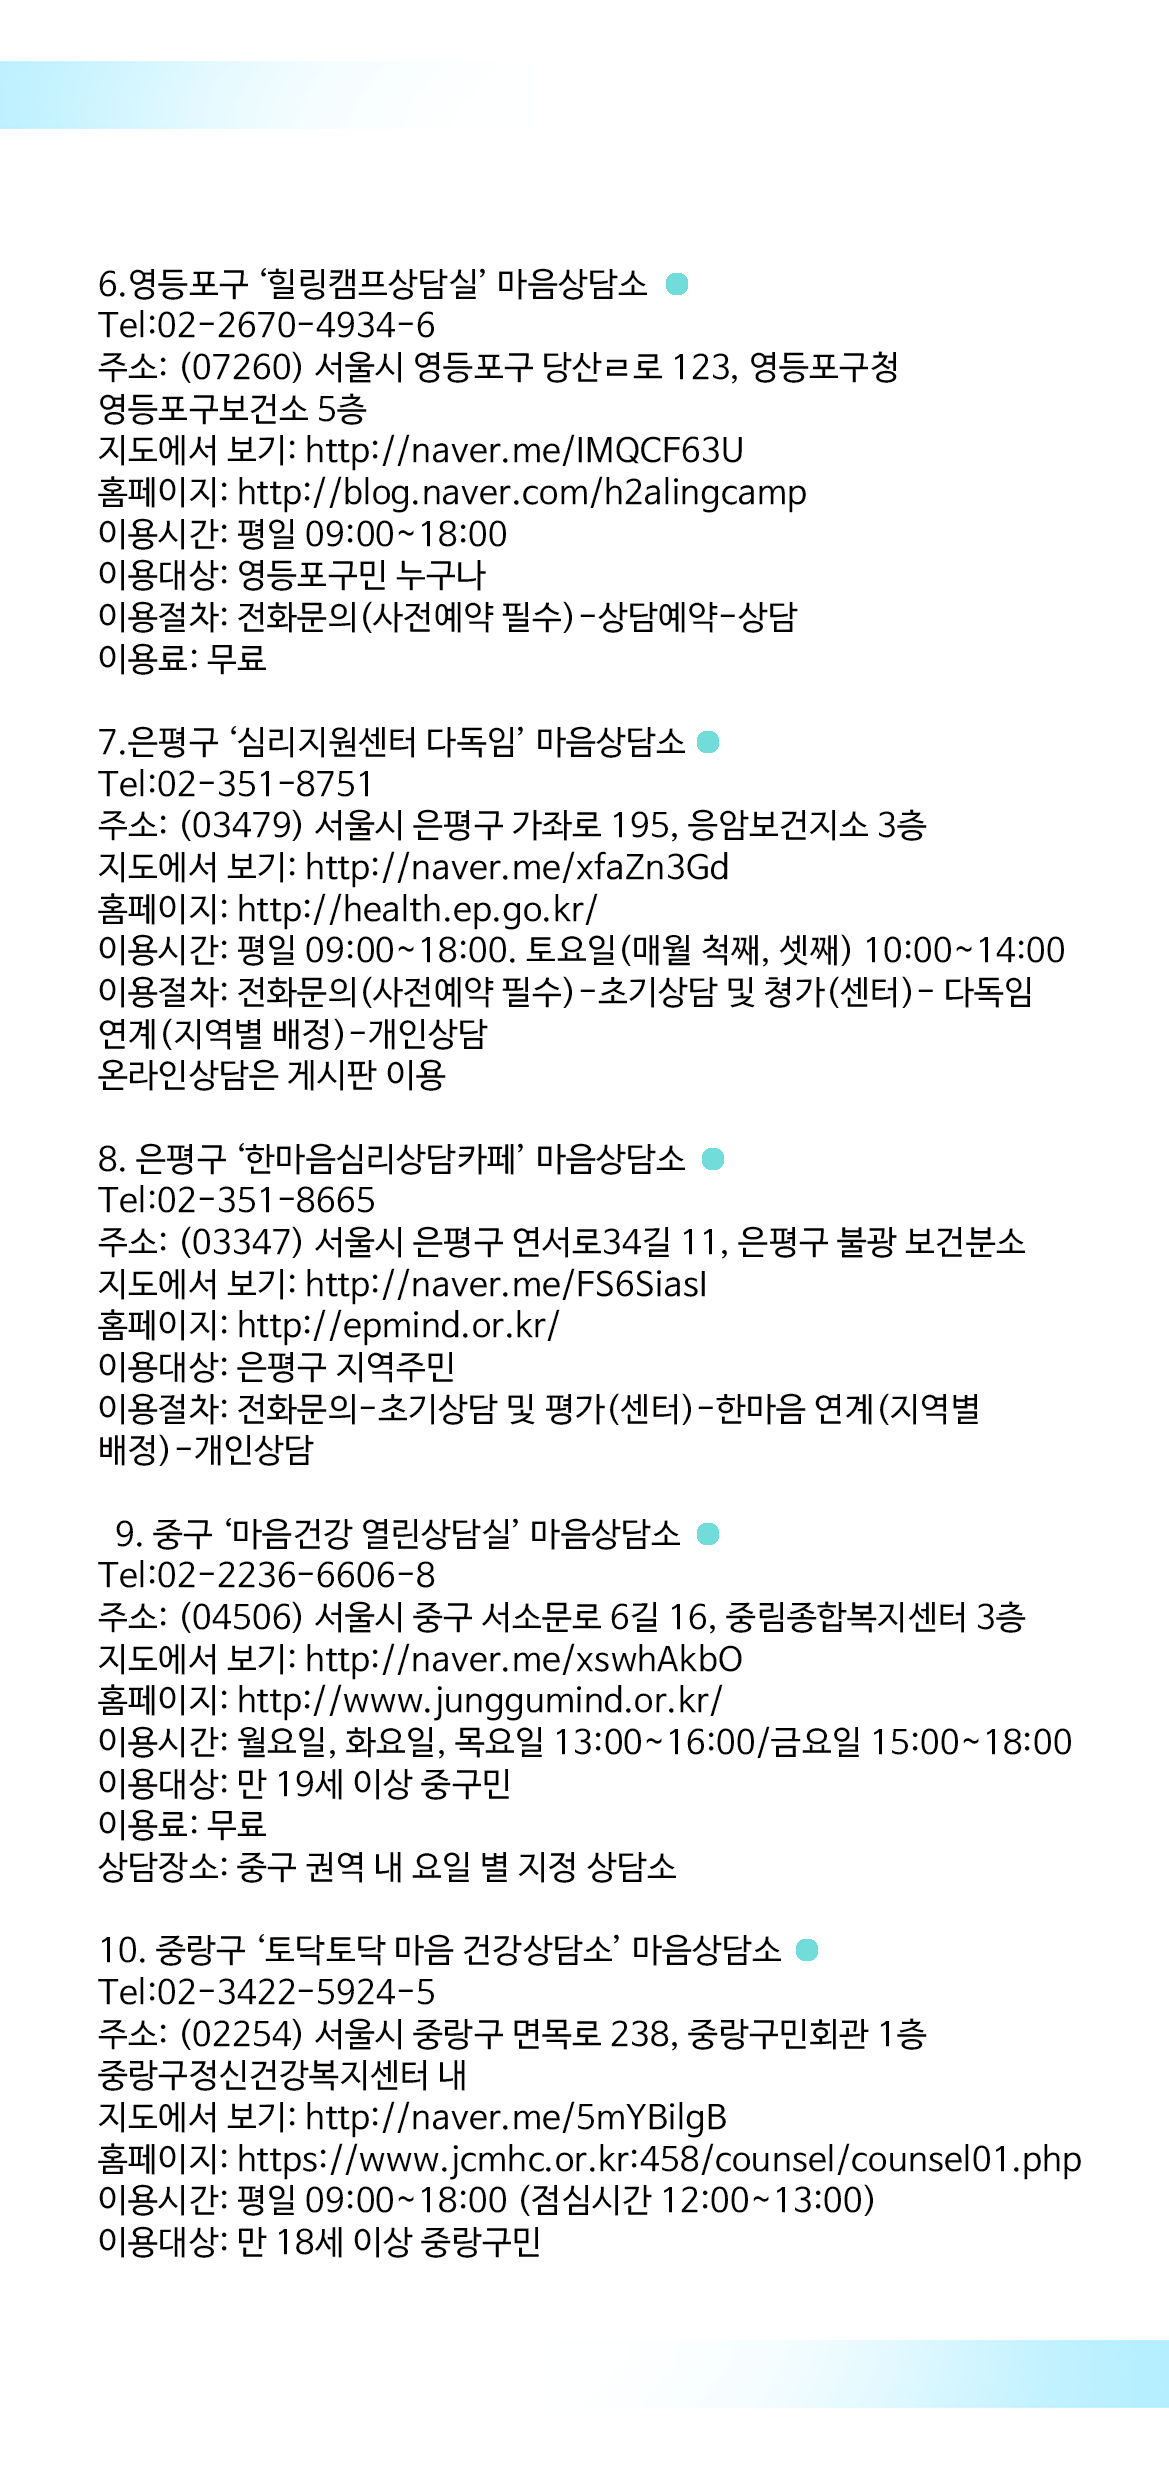 6.영등포구 ‘힐링캠프상담실’ 마음상담소
Tel:02-2670-4934-6
주소: (07260) 서울시 영등포구 당산ㄹ로 123, 영등포구청
영등포구보건소 5층
지도에서 보기: http://naver.me/IMQCF63U
홈페이지: http://blog.naver.com/h2alingcamp
이용시간: 평일 09:00~18:00
이용대상: 영등포구민 누구나
이용절차: 전화문의(사전예약 필수)-상담예약-상담
이용료: 무료
7.은평구 ‘심리지원센터 다독임’ 마음상담소
Tel:02-351-8751
주소: (03479) 서울시 은평구 가좌로 195, 응암보건지소 3층
지도에서 보기: http://naver.me/xfaZn3Gd
홈페이지: http://health.ep.go.kr/
이용시간: 평일 09:00~18:00. 토요일(매월 척째, 셋째) 10:00~14:00
이용절차: 전화문의(사전예약 필수)-초기상담 및 청가(센터)- 다독임
연계(지역별 배정)-개인상담
온라인상담은 게시판 이용
8. 은평구 ‘한마음심리상담카페’ 마음상담소
Tel:02-351-8665
주소: (03347) 서울시 은평구 연서로34길 11, 은평구 불광 보건분소
지도에서 보기: http://naver.me/FS6SiasI
홈페이지: http://epmind.or.kr/
이용대상: 은평구 지역주민
이용절차: 전화문의-초기상담 및 평가(센터)-한마음 연계(지역별
배정)-개인상담
9. 중구 ‘마음건강 열린상담실’ 마음상담소
Tel:02-2236-6606-8
주소: (04506) 서울시 중구 서소문로 6길 16, 중림종합복지센터 3층
지도에서 보기: http://naver.me/xswhAkbO
홈페이지: http://www.junggumind.or.kr/
이용시간: 월요일, 화요일, 목요일 13:00~16:00/금요일 15:00~18:00
이용대상: 만 19세 이상 중구민
이용료: 무료
상담장소: 중구 권역 내 요일 별 지정 상담소
10. 중랑구 ‘토닥토닥 마음 건강상담소’ 마음상담소
Tel:02-3422-5924-5
주소: (02254) 서울시 중랑구 면목로 238, 중랑구민회관 1층
중랑구정신건강복지센터 내
지도에서 보기: http://naver.me/5mYBilgB
홈페이지: https://www.jcmhc.or.kr:458/counsel/counsel01.php
이용시간: 평일 09:00~18:00 (점심시간 12:00~13:00)
이용대상: 만 18세 이상 중랑구민